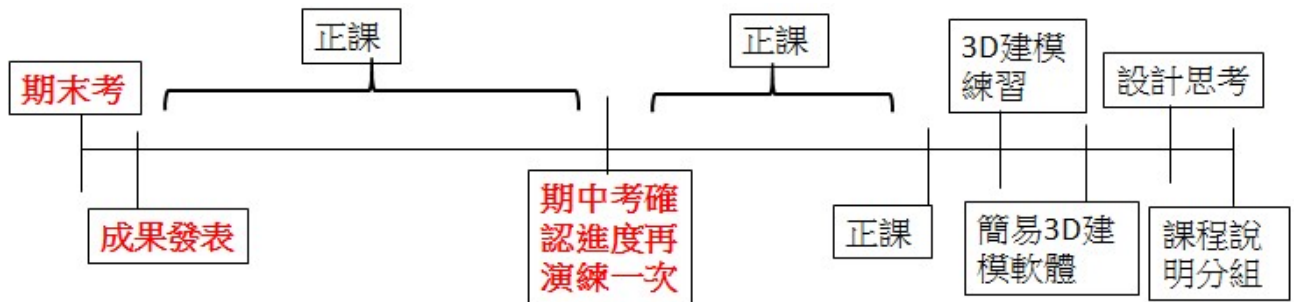 正課
正課
3D建模
練習
期末考
設計思考
成果發表
期中考確
認進度再
演練一次
正課
簡易3D建
模軟體
課程說
明分組